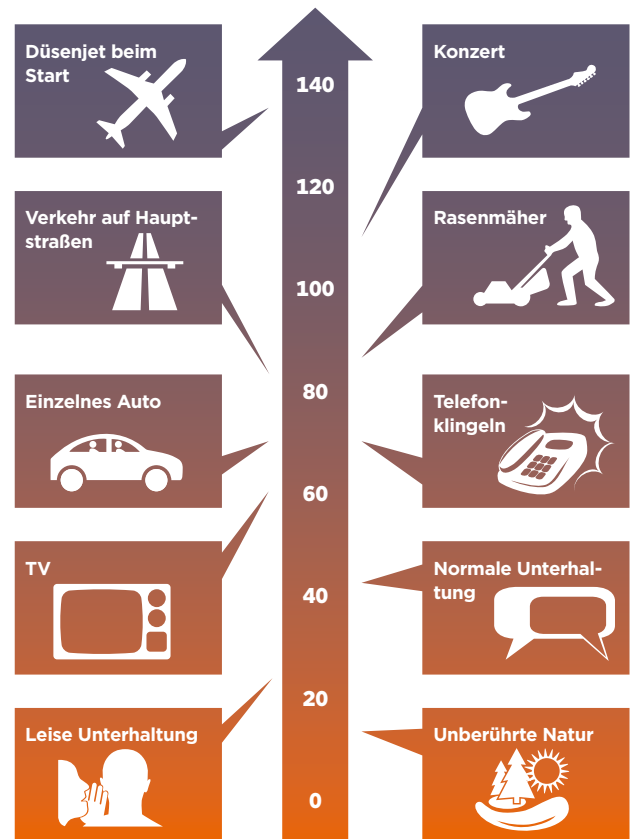 Düsenjet beim
Start
Konzert
140
120
Verkehr auf Haupt-
straßen
Rasenmäher
100
80
Einzelnes Auto
Telefon-
klingeln
60
TV
Normale Unterhal-
tung
40
20
Leise Unterhaltung
Unberührte Natur
0